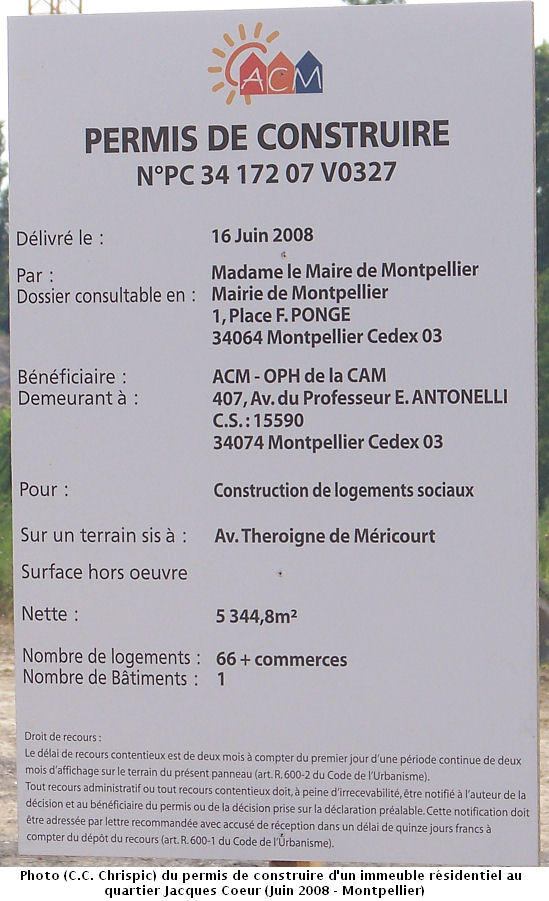 ACM
PERMIS DE CONSTRUIRE
N°PC 34 172 07 V0327
Délivré le : 16 Juin 2008
Par : Madame le Maire de Montpellier
Dossier consultable en : Mairie de Montpellier
1, Place F. PONGE
34064 Montpellier Cedex 03
Bénéficiaire : ACM - OPH de la CAM
Demeurant à : 407, Av. du Professeur E. ANTONELLI
C.S. : 15590
34074 Montpellier Cedex 03
Pour : Construction de logements sociaux
Sur un terrain sis à : Av. Theroigne de Méricourt
Surface hors oeuvre
Nette : 5 344,8m²
Nombre de logements : 66 + commerces
Nombre de Bâtiments : 1
Droit de recours :
Le délai de recours contentieux est de deux mois à compter du premier jour d'une période continue de deux
mois d'affichage sur le terrain du présent panneau (art. R. 600-2 du Code de l'Urbanisme).
Tout recours administratif ou tout recours contentieux doit, à peine d'irrecevabilité, être notifié à l'auteur de la
décision et au bénéficiaire du permis ou de la décision prise sur la déclaration préalable. Cette notification doit
être adressée par lettre recommandée avec accusé de réception dans un délai de quinze jours francs à
compter du dépôt du recours (art. R. 600-1 du Code de l'Urbanisme).
Photo (C.C. Chrispic) du permis de construire d'un immeuble résidentiel au
quartier Jacques Coeur (Juin 2008 - Montpellier)